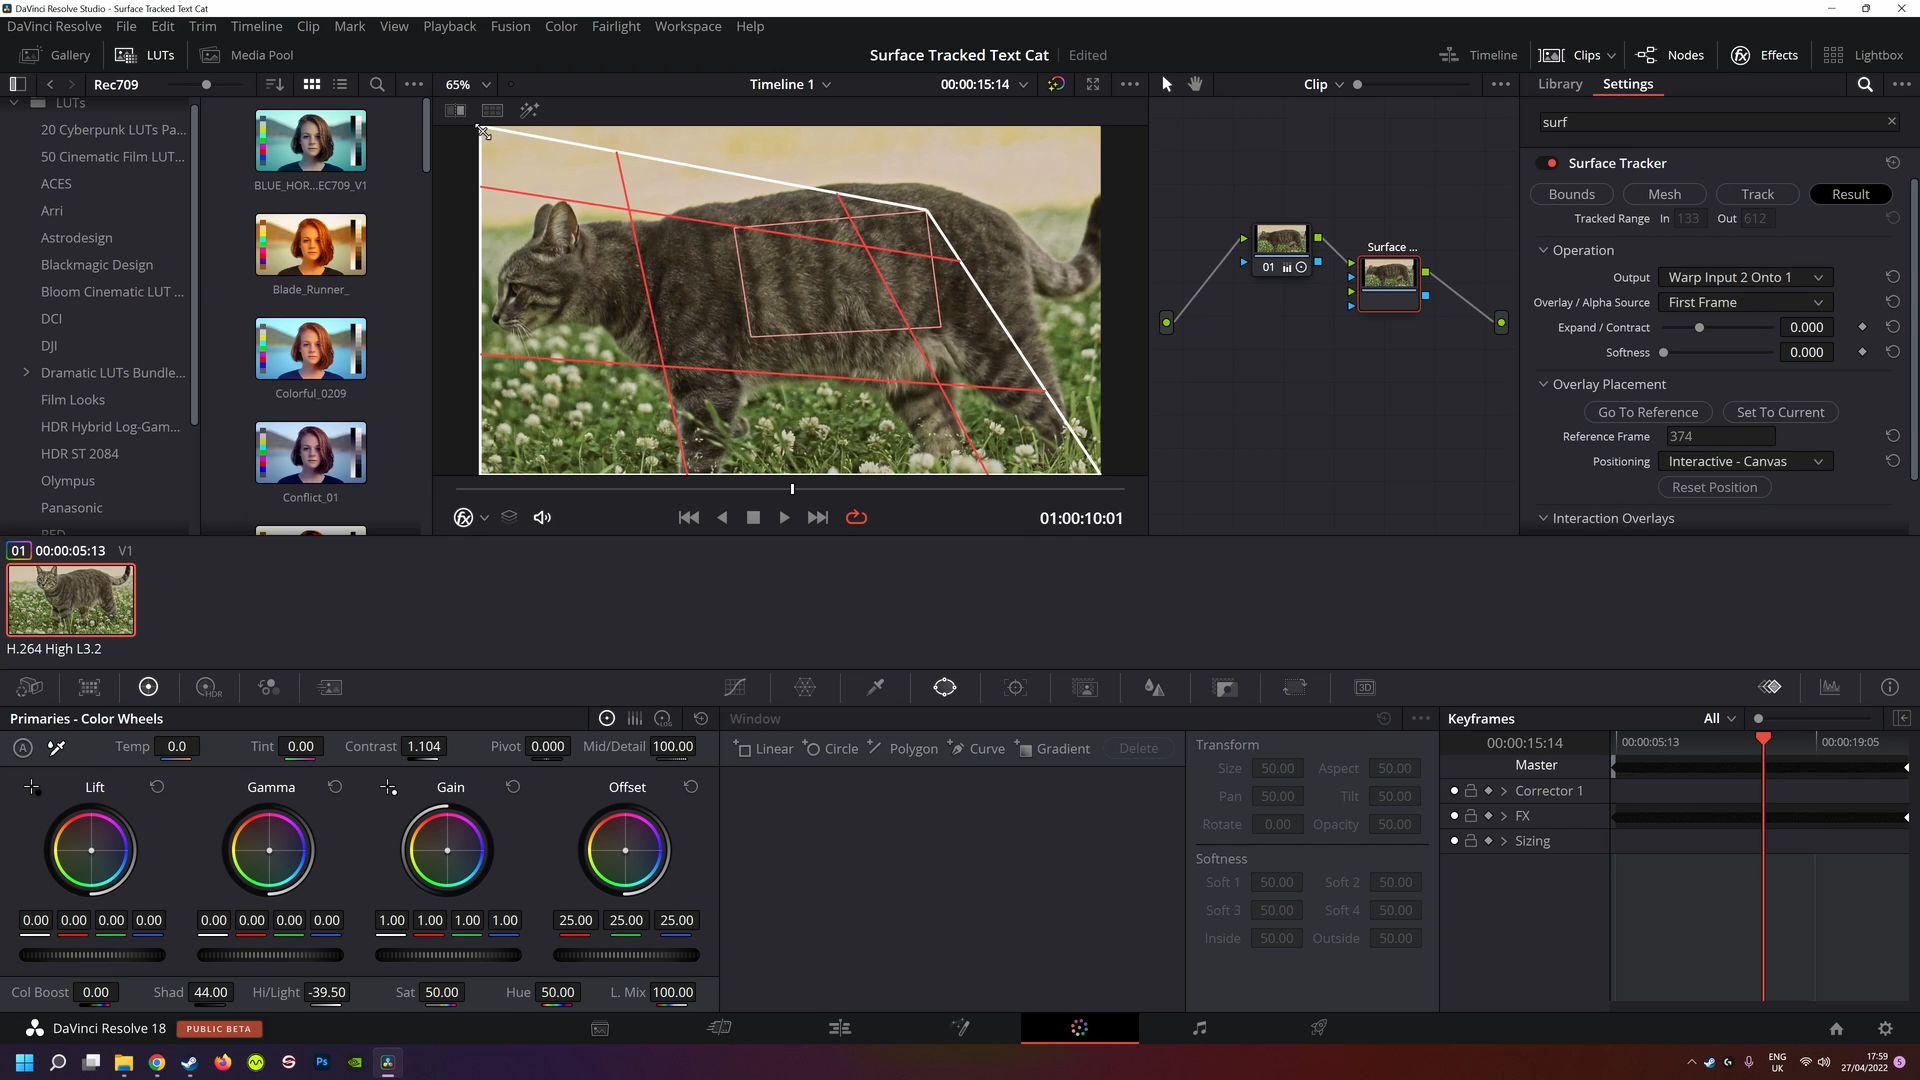 DaVinci Resolve Studio - Surface Tracked Text Cat
DaVinci Resolve File Edit Trim Timeline Clip Mark View Playback Fusion Color Fairlight Workspace Help
Gallery LUTs Media Pool Surface Tracked Text Cat Edited Timeline Clips Nodes Effects Lightbox
Rec709 65% Timeline 1 00:00:15:14 Clip Library Settings
LUTs
20 Cyberpunk LUTs Pa...
50 Cinematic Film LUT...
ACES
Arri
Astrodesign
Blackmagic Design
Bloom Cinematic LUT ...
DCI
DJI
Dramatic LUTs Bundle...
Film Looks
HDR Hybrid Log-Gam...
HDR ST 2084
Olympus
Panasonic
RED
BLUE_HOR...EC709_V1
Blade_Runner_
Colorful_0209
Conflict_01
01:00:10:01
01
Surface ...
surf
Surface Tracker
Bounds Mesh Track Result
Tracked Range In 133 Out 612
Operation
Output Warp Input 2 Onto 1
Overlay / Alpha Source First Frame
Expand / Contract 0.000
Softness 0.000
Overlay Placement
Go To Reference Set To Current
Reference Frame 374
Positioning Interactive - Canvas
Reset Position
Interaction Overlays
01 00:00:05:13 V1
H.264 High L3.2
HDR
3D
Primaries - Color Wheels
LOG
A Temp 0.0 Tint 0.00 Contrast 1.104 Pivot 0.000 Mid/Detail 100.00
Lift Gamma Gain Offset
0.00 0.00 0.00 0.00 0.00 0.00 0.00 0.00 1.00 1.00 1.00 1.00 25.00 25.00 25.00
Col Boost 0.00 Shad 44.00 Hi/Light -39.50 Sat 50.00 Hue 50.00 L. Mix 100.00
Window
Linear Circle Polygon Curve Gradient Delete
Transform
Size 50.00 Aspect 50.00
Pan 50.00 Tilt 50.00
Rotate 0.00 Opacity 50.00
Softness
Soft 1 50.00 Soft 2 50.00
Soft 3 50.00 Soft 4 50.00
Inside 50.00 Outside 50.00
Keyframes All
00:00:15:14 00:00:05:13 00:00:19:05
Master
Corrector 1
FX
Sizing
DaVinci Resolve 18 PUBLIC BETA
Ps
ENG
UK
17:59
27/04/2022
5